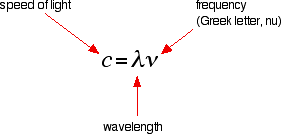 speed of light
frequency
(Greek letter, nu)
c = λν
wavelength